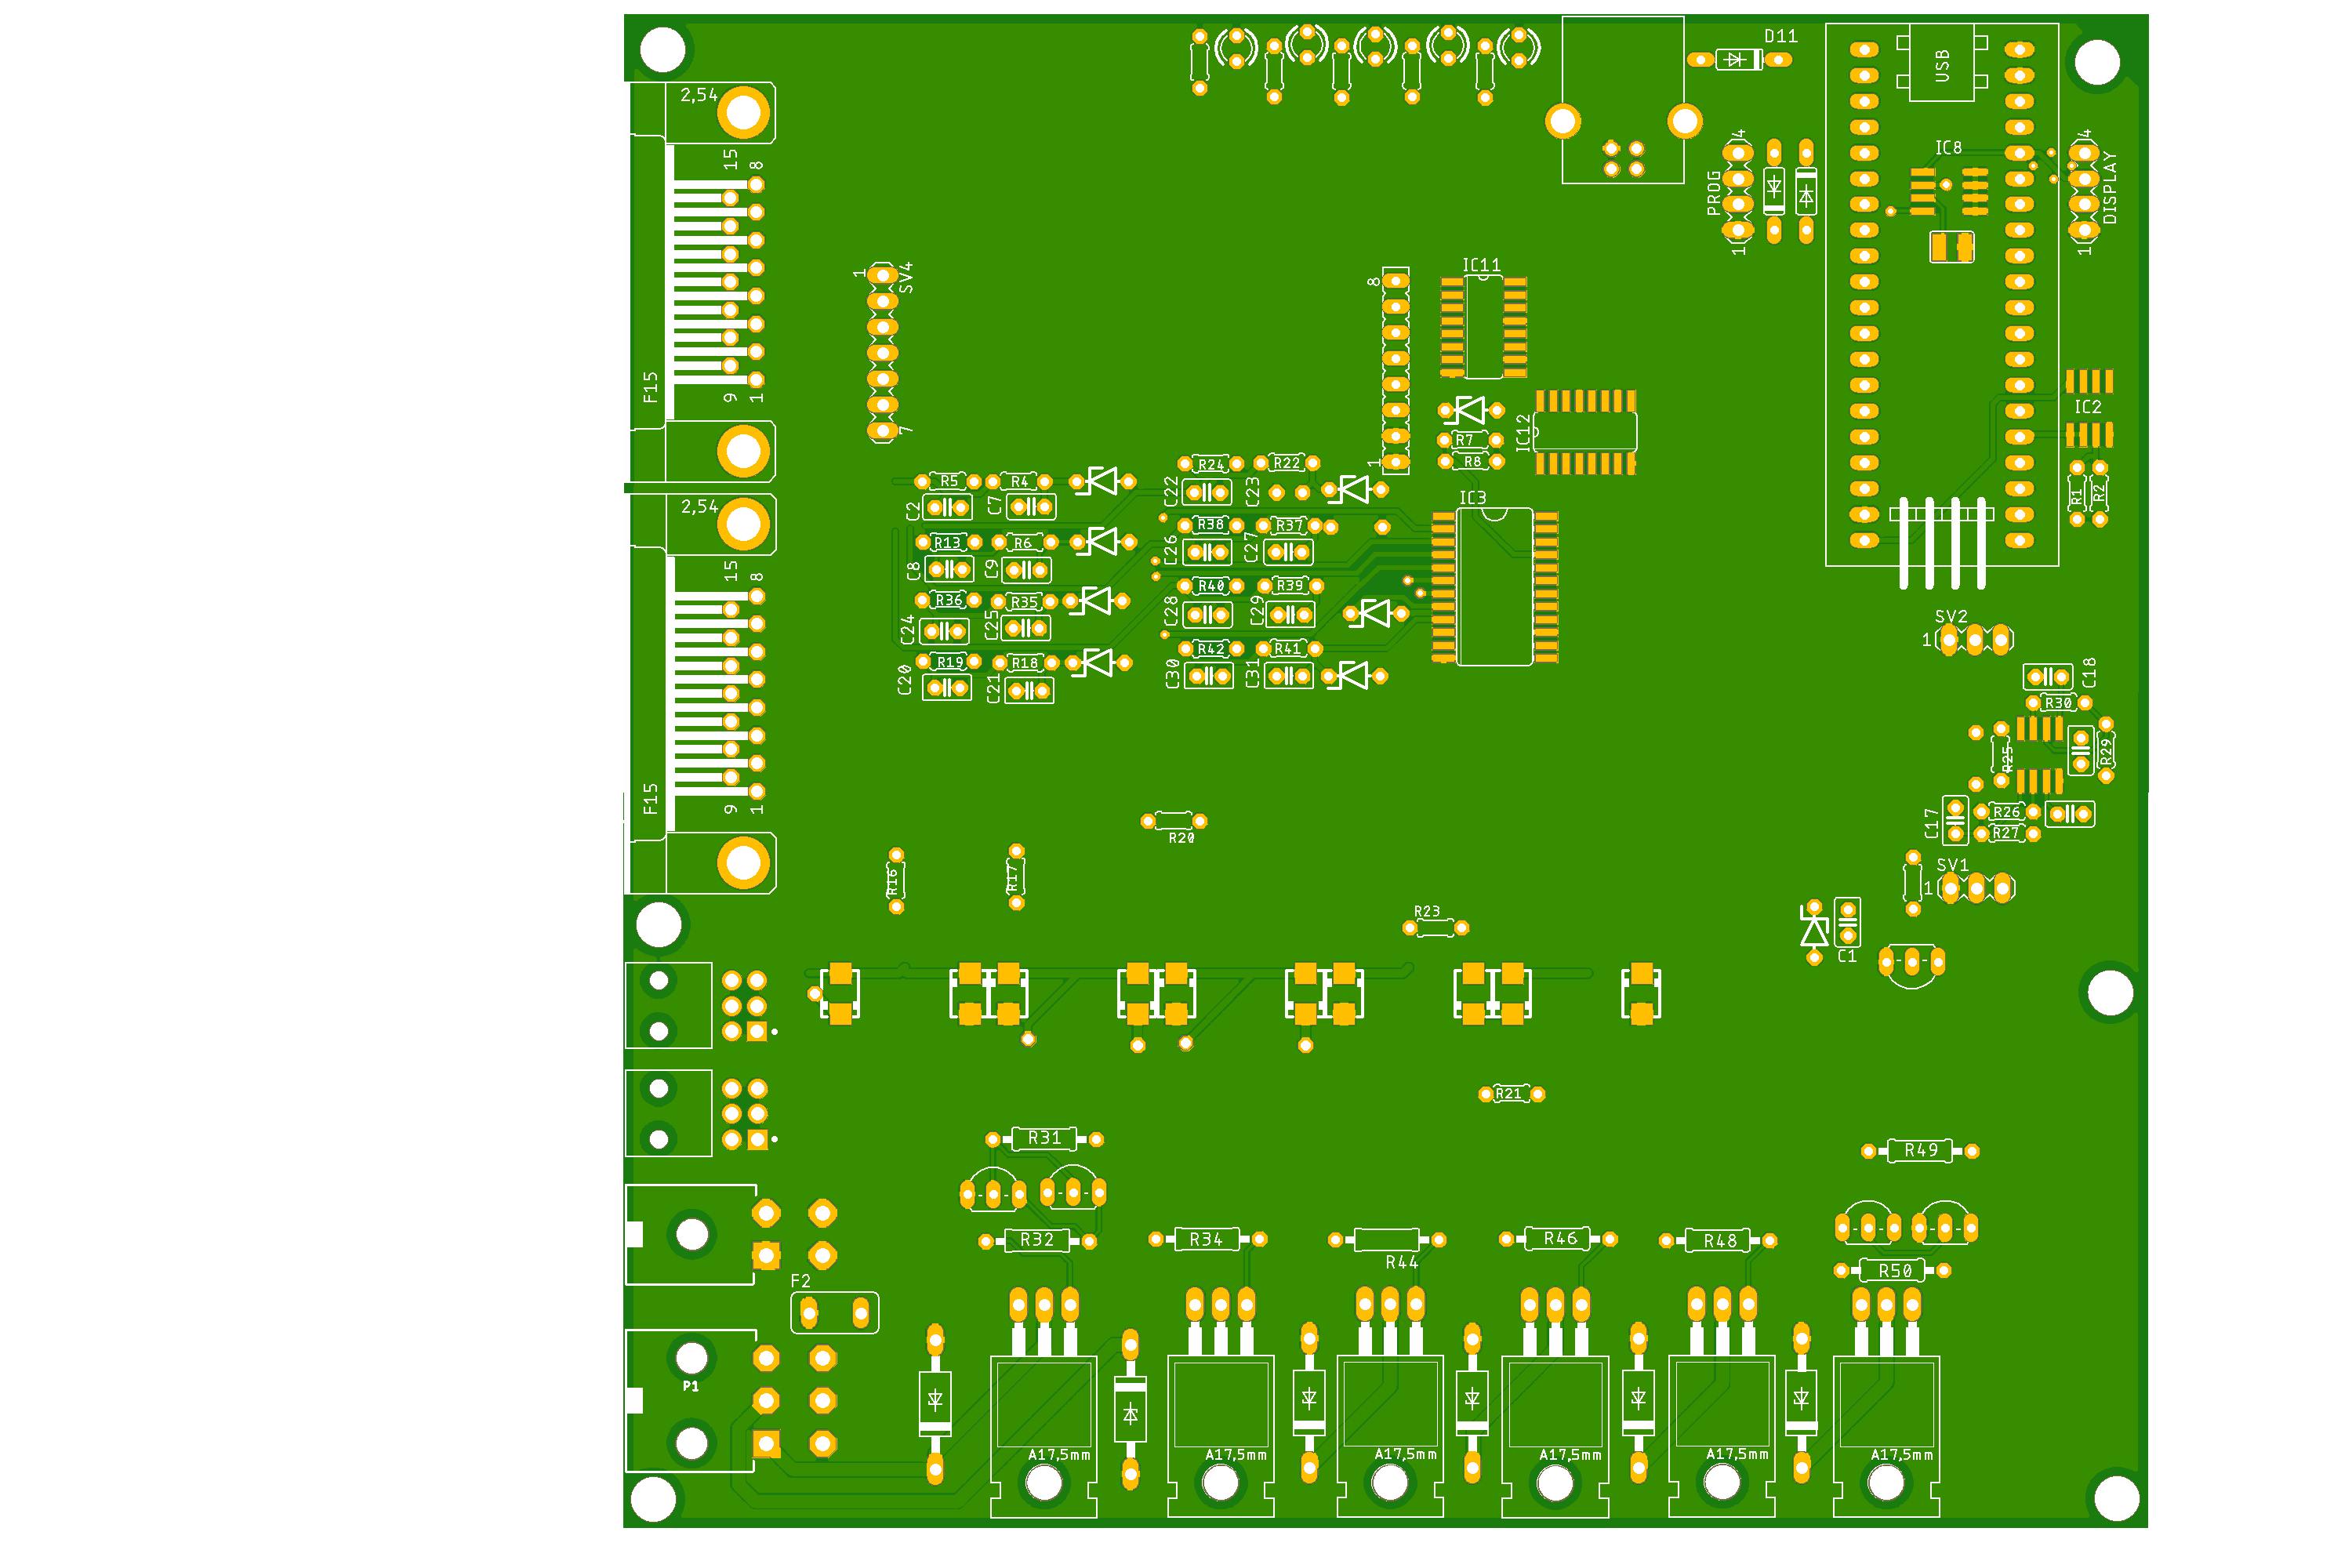 D11
2,54
USB
15
8
4
IC8
4
PROG
DISPLAY
1
1
1
SV4
IC11
8
F15
9
1
7
IC12
IC2
R7
1
R8
R24
R22
R5
R4
C22
C23
IC3
R1
R2
2,54
C2
C7
R38
R37
R13
R6
C26
C27
15
8
C8
C9
R40
R39
R36
R35
C28
C29
SV2
1
C24
C25
R42
R41
R19
R18
C30
C31
C18
C20
C21
R30
R25
R29
F15
9
1
C17
R26
R27
R20
R16
R17
SV1
1
R23
C1
R21
R31
R49
R32
R34
R44
R46
R48
R50
F2
P1
A17,5mm
A17,5mm
A17,5mm
A17,5mm
A17,5mm
A17,5mm